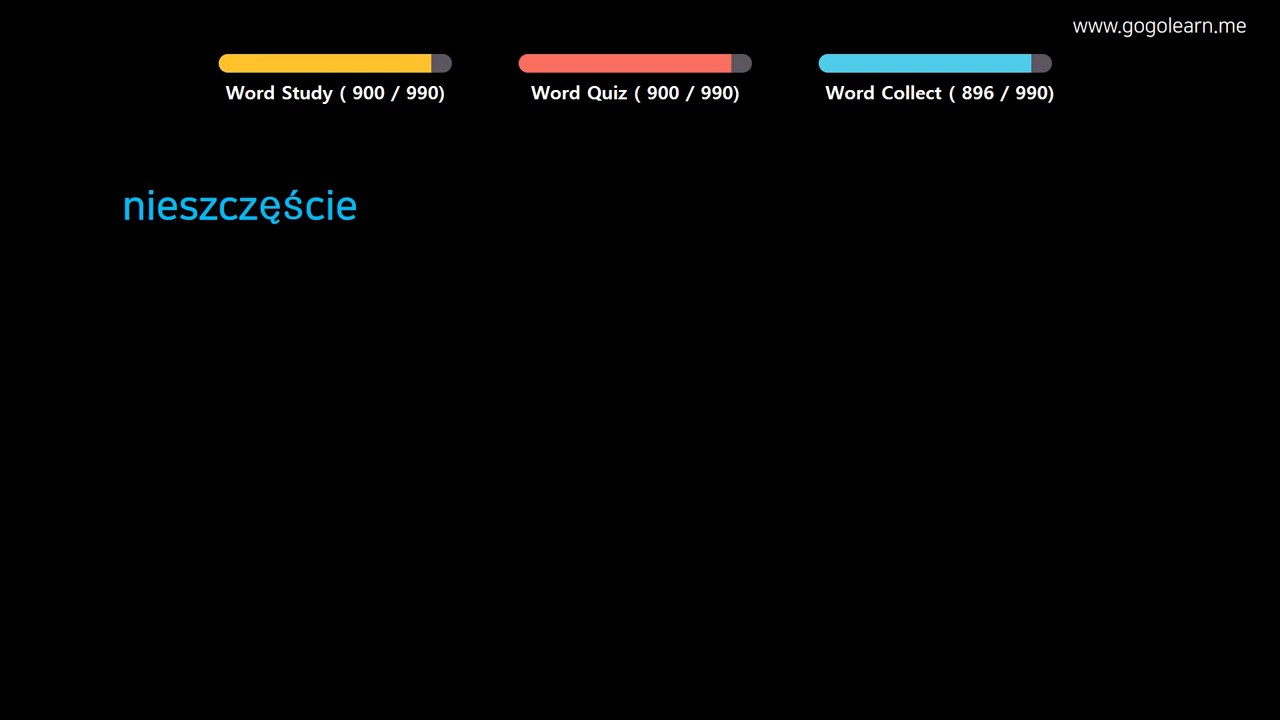 www.gogolearn.me
Word Study ( 900 / 990)
Word Quiz ( 900 / 990)
Word Collect ( 896 / 990)
nieszczęście